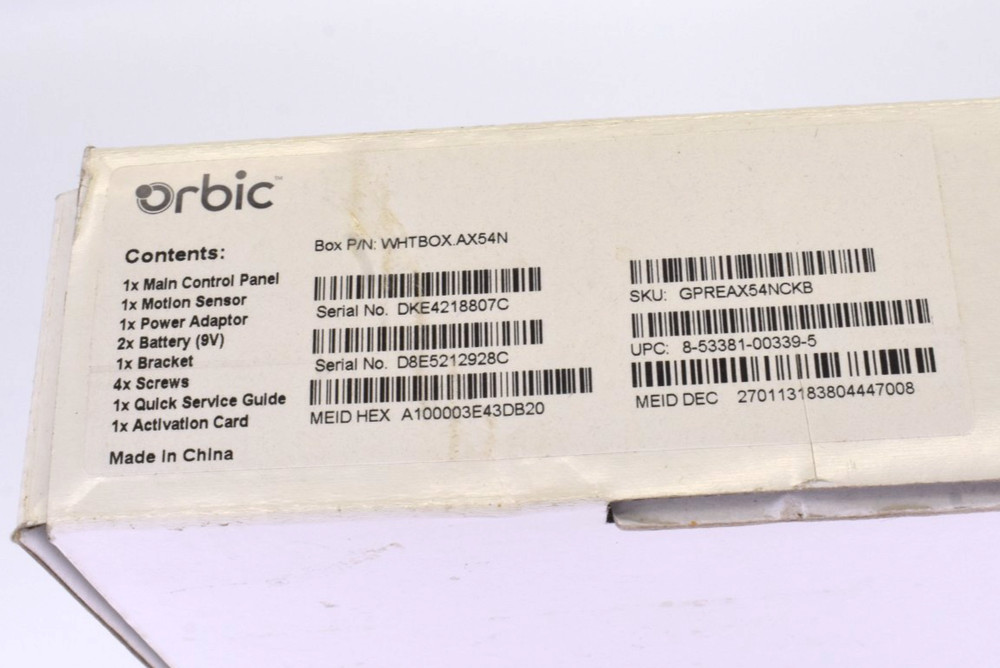 Orbic™
Contents:
1x Main Control Panel
1x Motion Sensor
1x Power Adaptor
2x Battery (9V)
1x Bracket
4x Screws
1x Quick Service Guide
1x Activation Card
Made in China
Box P/N: WHTBOX.AX54N
Serial No. DKE4218807C
Serial No. D8E5212928C
MEID HEX A100003E43DB20
SKU: GPREAX54NCKB
UPC: 8-53381-00339-5
MEID DEC 270113183804447008